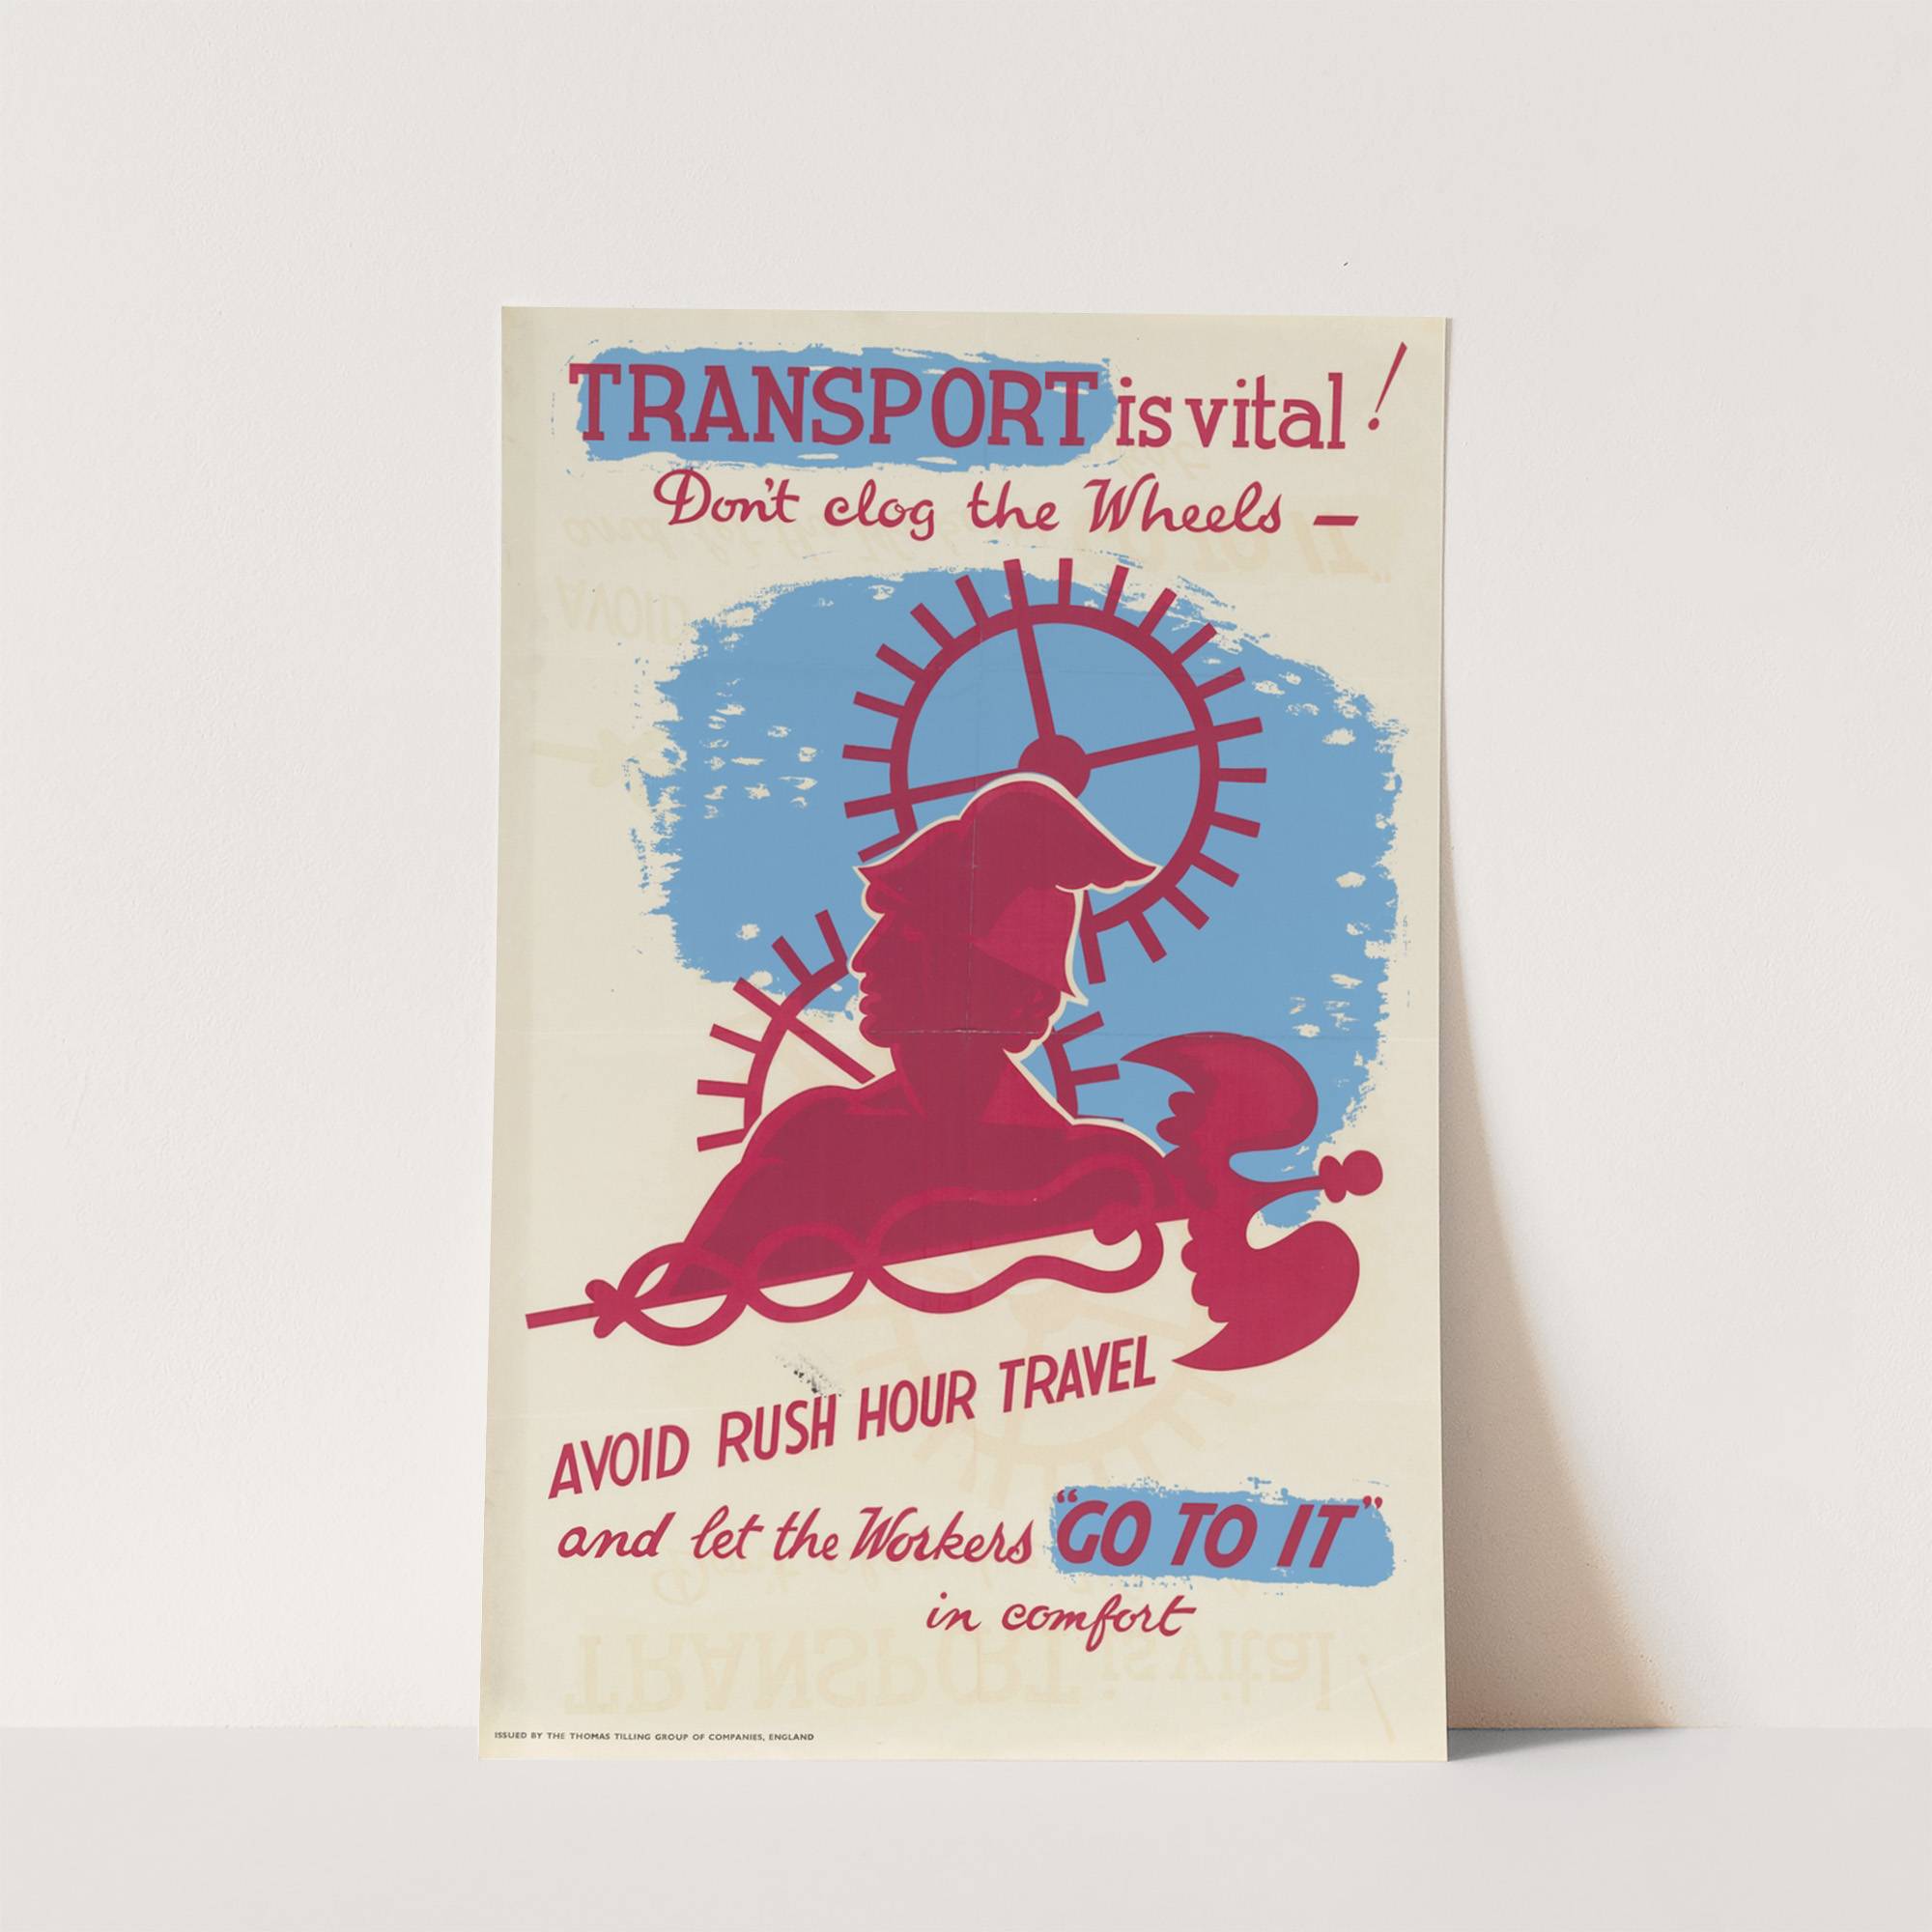 TRANSPORT is vital!
Don't clog the Wheels —
AVOID RUSH HOUR TRAVEL
and let the Workers "GO TO IT"
in comfort
ISSUED BY THE THOMAS TILLING GROUP OF COMPANIES, ENGLAND